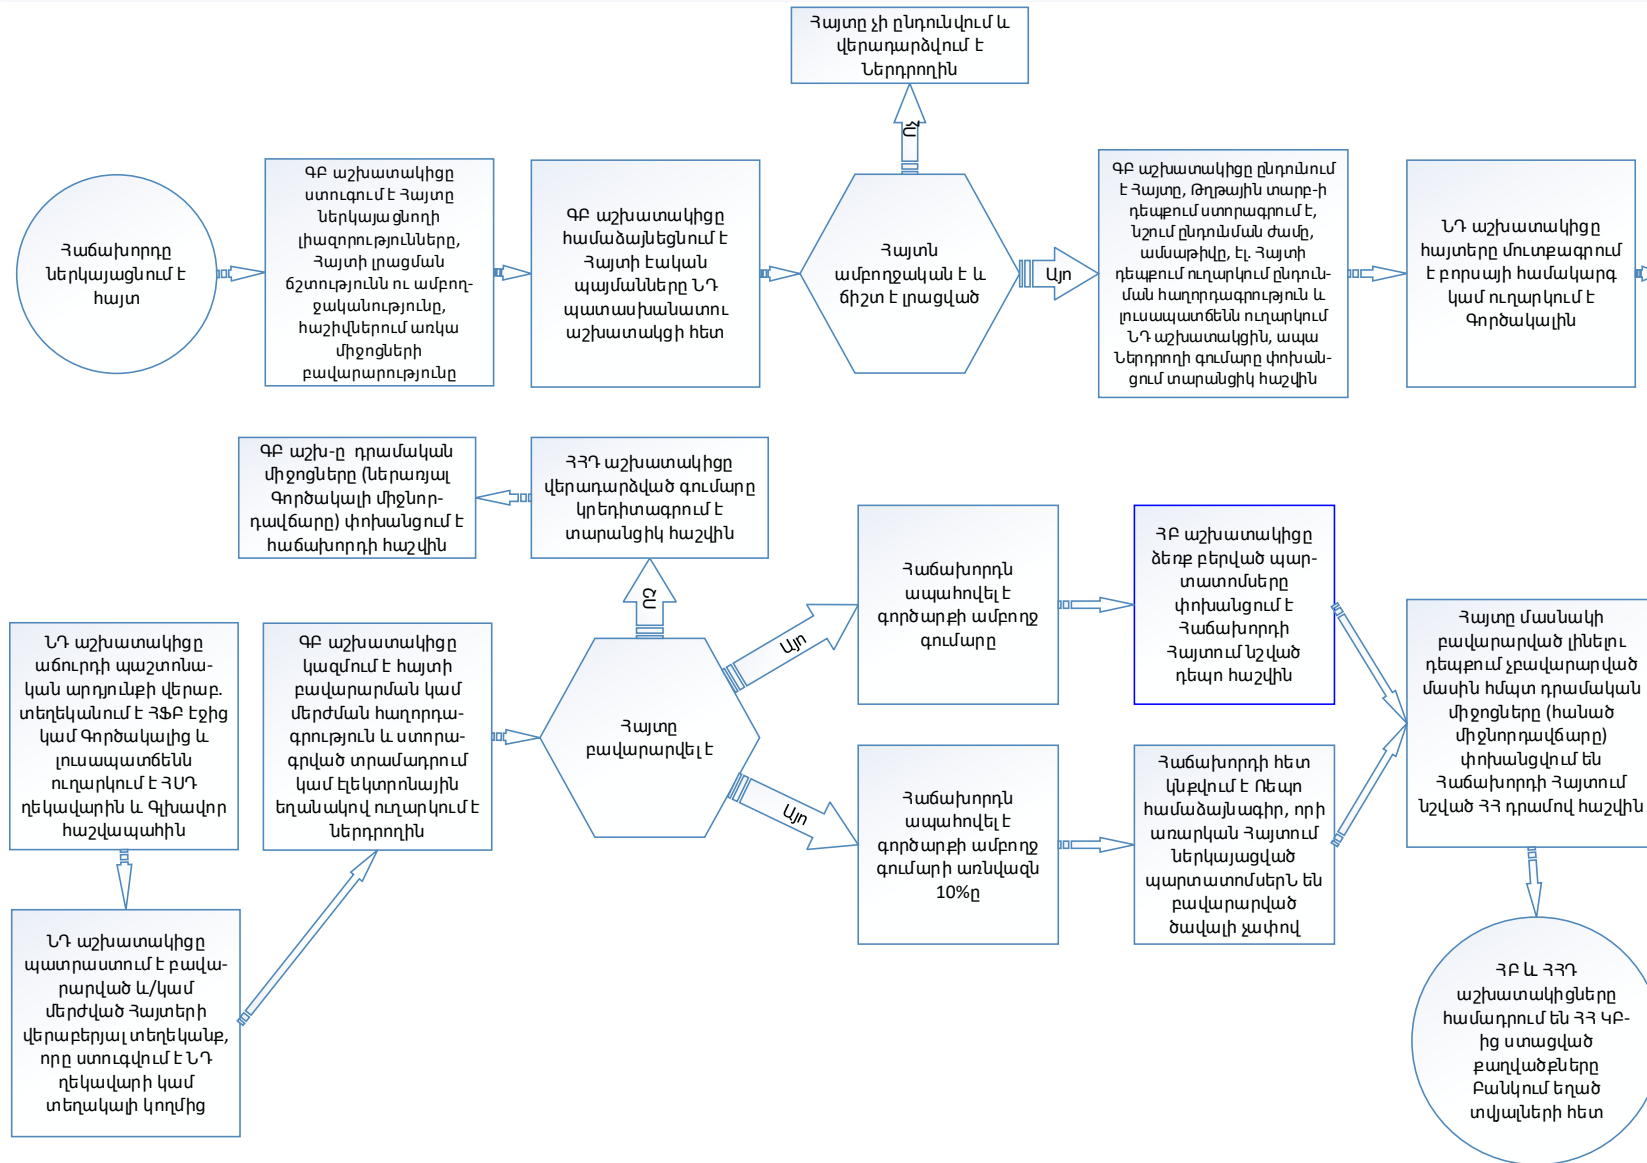 Հայտը չի ընդունվում և
վերադարձվում է
Ներդրողին
Ոչ
Հաճախորդը
ներկայացնում է
հայտ
ԳԲ աշխատակիցը
ստուգում է Հայտը
ներկայացնողի
լիազորությունները,
Հայտի լրացման
ճշտությունն ու ամբող-
ջականությունը,
հաշիվներում առկա
միջոցների
բավարարությունը
ԳԲ աշխատակիցը
համաձայնեցնում է
Հայտի էական
պայմանները ՆԴ
պատասխանատու
աշխատակցի հետ
Հայտն
ամբողջական է և
ճիշտ է լրացված
Այո
ԳԲ աշխատակիցը ընդունում
է Հայտը, Թղթային տարբ-ի
դեպքում ստորագրում է,
նշում ընդունման ժամը,
ամսաթիվը, էլ. Հայտի
դեպքում ուղարկում ընդուն-
ման հաղորդագրություն և
լուսապատճենն ուղարկում
ՆԴ աշխատակցին, ապա
Ներդրողի գումարը փոխան-
ցում տարանցիկ հաշվին
ՆԴ աշխատակիցը
հայտերը մուտքագրում
է բորսայի համակարգ
կամ ուղարկում է
Գործակալին
ԳԲ աշխ-ը դրամական
միջոցները (ներառյալ
Գործակալի միջնոր-
դավճարը) փոխանցում է
հաճախորդի հաշվին
ՀՀԴ աշխատակիցը
վերադարձված գումարը
կրեդիտագրում է
տարանցիկ հաշվին
ՈՉ
ՆԴ աշխատակիցը
աճուրդի պաշտոնա-
կան արդյունքի վերաբ.
տեղեկանում է ՀՖԲ էջից
կամ Գործակալից և
լուսապատճենն
ուղարկում է ՀՍԴ
ղեկավարին և Գլխավոր
հաշվապահին
ԳԲ աշխատակիցը
կազմում է հայտի
բավարարման կամ
մերժման հաղորդա-
գրություն և ստորա-
գրված տրամադրում
կամ էլեկտրոնային
եղանակով ուղարկում է
ներդրողին
Հայտը
բավարարվել է
Այո
Այո
Հաճախորդն
ապահովել է
գործարքի ամբողջ
գումարը
ՀԲ աշխատակիցը
ձեռք բերված պար-
տատոմսերը
փոխանցում է
Հաճախորդի
Հայտում նշված
դեպո հաշվին
Հայտը մասնակի
բավարարված լինելու
դեպքում չբավարարված
մասին հմպտ դրամական
միջոցները (հանած
միջնորդավճարը)
փոխանցվում են
Հաճախորդի Հայտում
նշված ՀՀ դրամով հաշվին
Հաճախորդն
ապահովել է
գործարքի ամբողջ
գումարի առնվազն
10%ը
Հաճախորդի հետ
կնքվում է Ռեպո
համաձայնագիր, որի
առարկան Հայտում
ներկայացված
պարտատոմսերՆ են
բավարարված
ծավալի չափով
ՆԴ աշխատակիցը
պատրաստում է բավա-
րարված և/կամ
մերժված Հայտերի
վերաբերյալ տեղեկանք,
որը ստուգվում է ՆԴ
ղեկավարի կամ
տեղակալի կողմից
ՀԲ և ՀՀԴ
աշխատակիցները
համադրում են ՀՀ ԿԲ-
ից ստացված
քաղվածքները
Բանկում եղած
տվյալների հետ